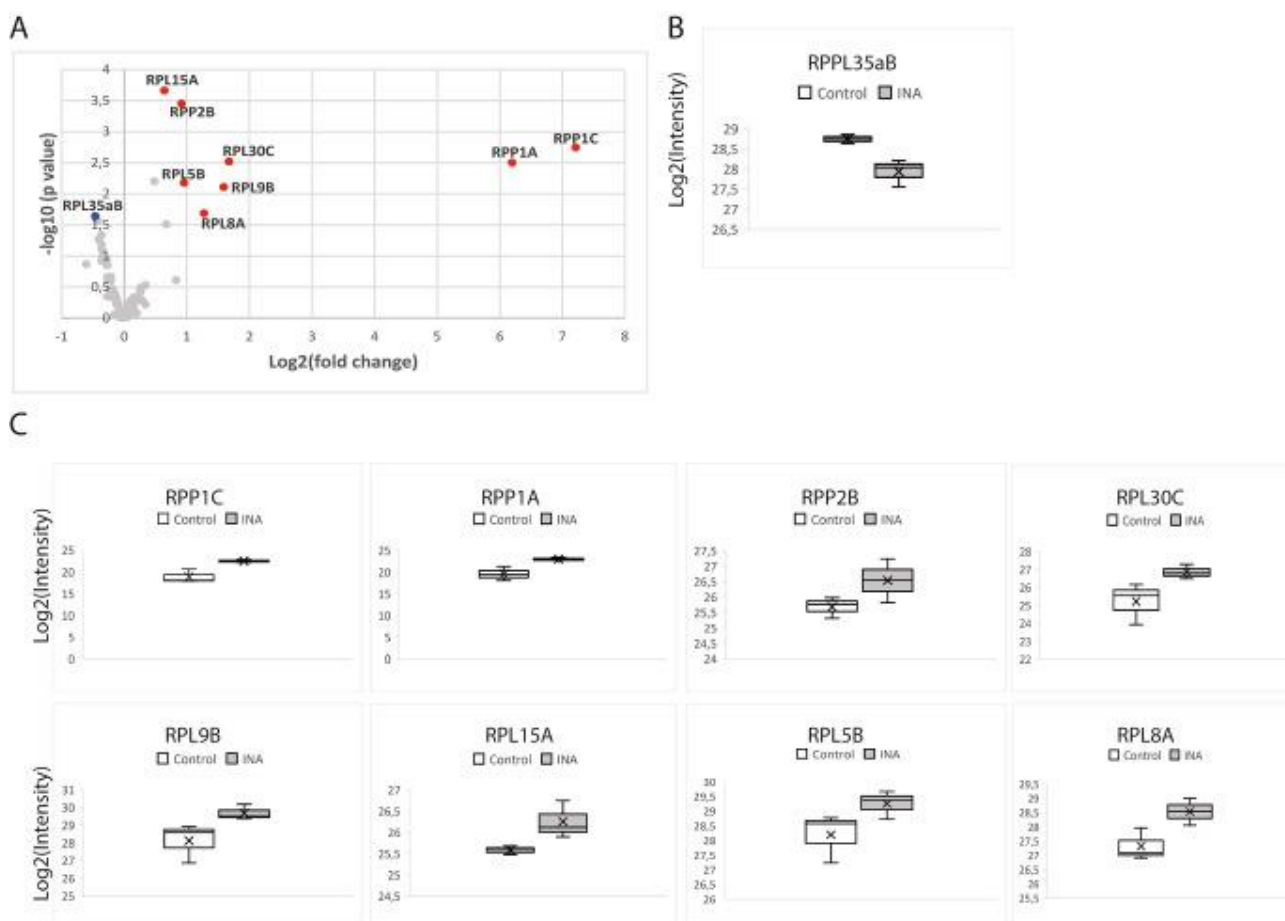 A
4
3,5
3
2,5
2
1,5
0,5
0
-log10 (p value)
RPL15A
RPP2B
RPL30C
RPP1A
RPP1C
RPL5B
RPL9B
RPL35aB
RPL8A
-1 0 1 2 3 4 5 6 7 8
Log2(fold change)
B
RPPL35aB
Control INA
Log2(Intensity)
29
28,5
28
27,5
27
26,5
C
RPP1C
Control INA
Log2(Intensity)
25
20
15
10
5
0
RPP1A
Control INA
25
20
15
10
5
0
RPP2B
Control INA
27,5
27
26,5
26
25,5
25
24,5
24
RPL30C
Control INA
28
27
26
25
24
23
22
RPL9B
Control INA
Log2(Intensity)
31
30
29
28
27
26
25
RPL15A
Control INA
27
26,5
26
25,5
25
24,5
RPL5B
Control INA
30
29,5
29
28,5
28
27,5
27
26,5
26
RPL8A
Control INA
29,5
29
28,5
28
27,5
27
26,5
26
25,5